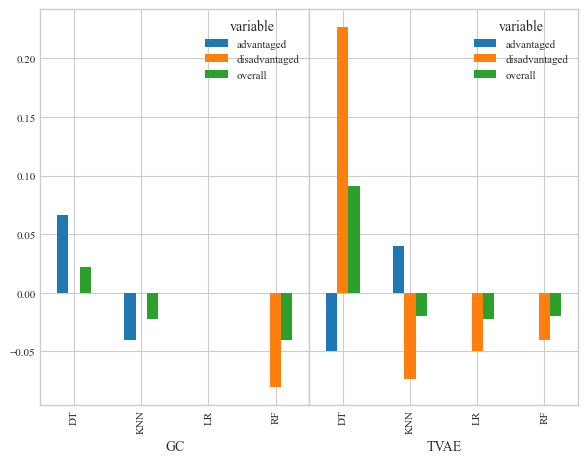 variable
advantaged
disadvantaged
overall
variable
advantaged
disadvantaged
overall
0.20
0.15
0.10
0.05
0.00
−0.05
DT
KNN
LR
RF
DT
KNN
LR
RF
GC
TVAE